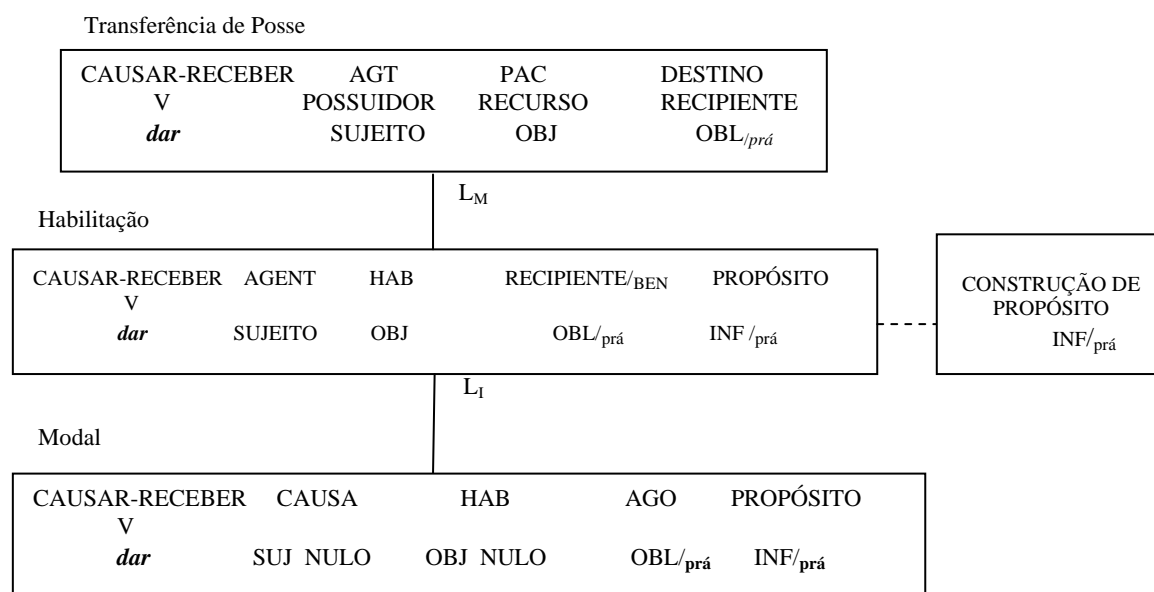 Transferência de Posse
CAUSAR-RECEBER AGT PAC DESTINO
V POSSUIDOR RECURSO RECIPIENTE
dar SUJEITO OBJ OBL/prá
L_M
Habilitação
CAUSAR-RECEBER AGENT HAB RECIPIENTE/BEN PROPÓSITO
V
dar SUJEITO OBJ OBL/prá INF /prá
CONSTRUÇÃO DE
PROPÓSITO
INF/prá
L_I
Modal
CAUSAR-RECEBER CAUSA HAB AGO PROPÓSITO
V
dar SUJ NULO OBJ NULO OBL/prá INF/prá